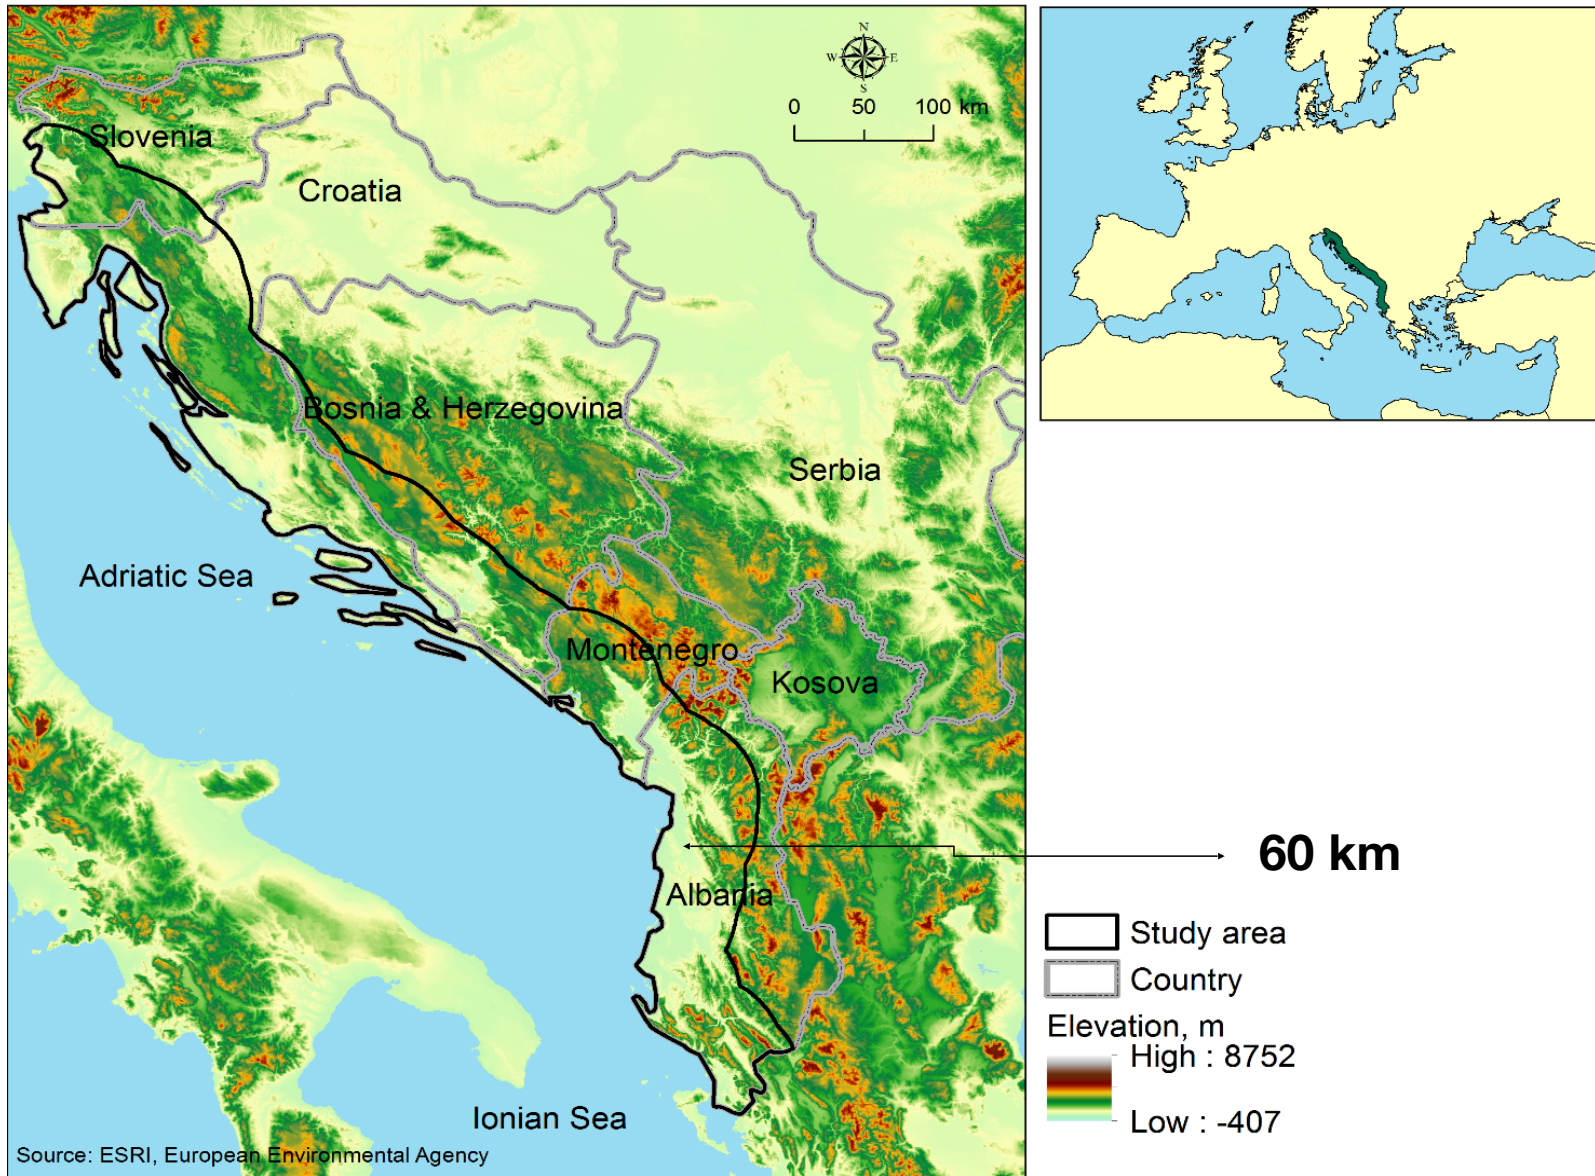 N
W E
S
0 50 100 km
Slovenia
Croatia
Bosnia & Herzegovina
Serbia
Adriatic Sea
Montenegro
Kosova
60 km
Albania
Study area
Country
Elevation, m
High : 8752
Low : -407
Ionian Sea
Source: ESRI, European Environmental Agency